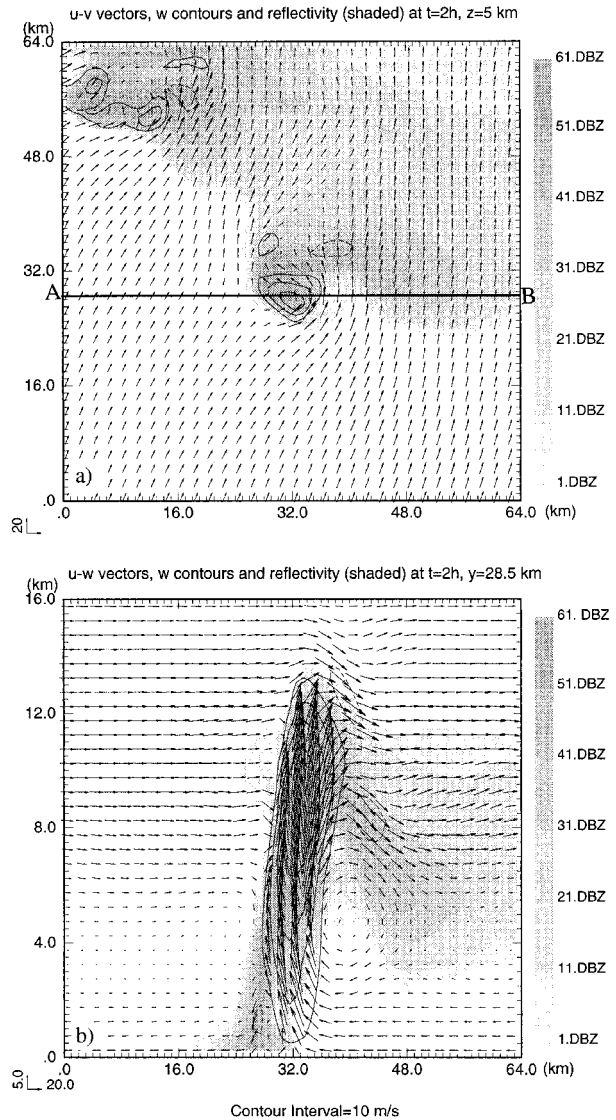 u-v vectors, w contours and reflectivity (shaded) at t=2h, z=5 km
(km)
64.0
61.DBZ
51.DBZ
48.0
41.DBZ
32.0
31.DBZ
A
B
21.DBZ
16.0
11.DBZ
a)
1.DBZ
.0
.0 16.0 32.0 48.0 64.0 (km)
20
u-w vectors, w contours and reflectivity (shaded) at t=2h, y=28.5 km
(km)
16.0
61. DBZ
51.DBZ
12.0
41.DBZ
8.0
31.DBZ
21.DBZ
4.0
11.DBZ
b)
1.DBZ
.0
.0 16.0 32.0 48.0 64.0 (km)
5.0
20.0
Contour Interval=10 m/s